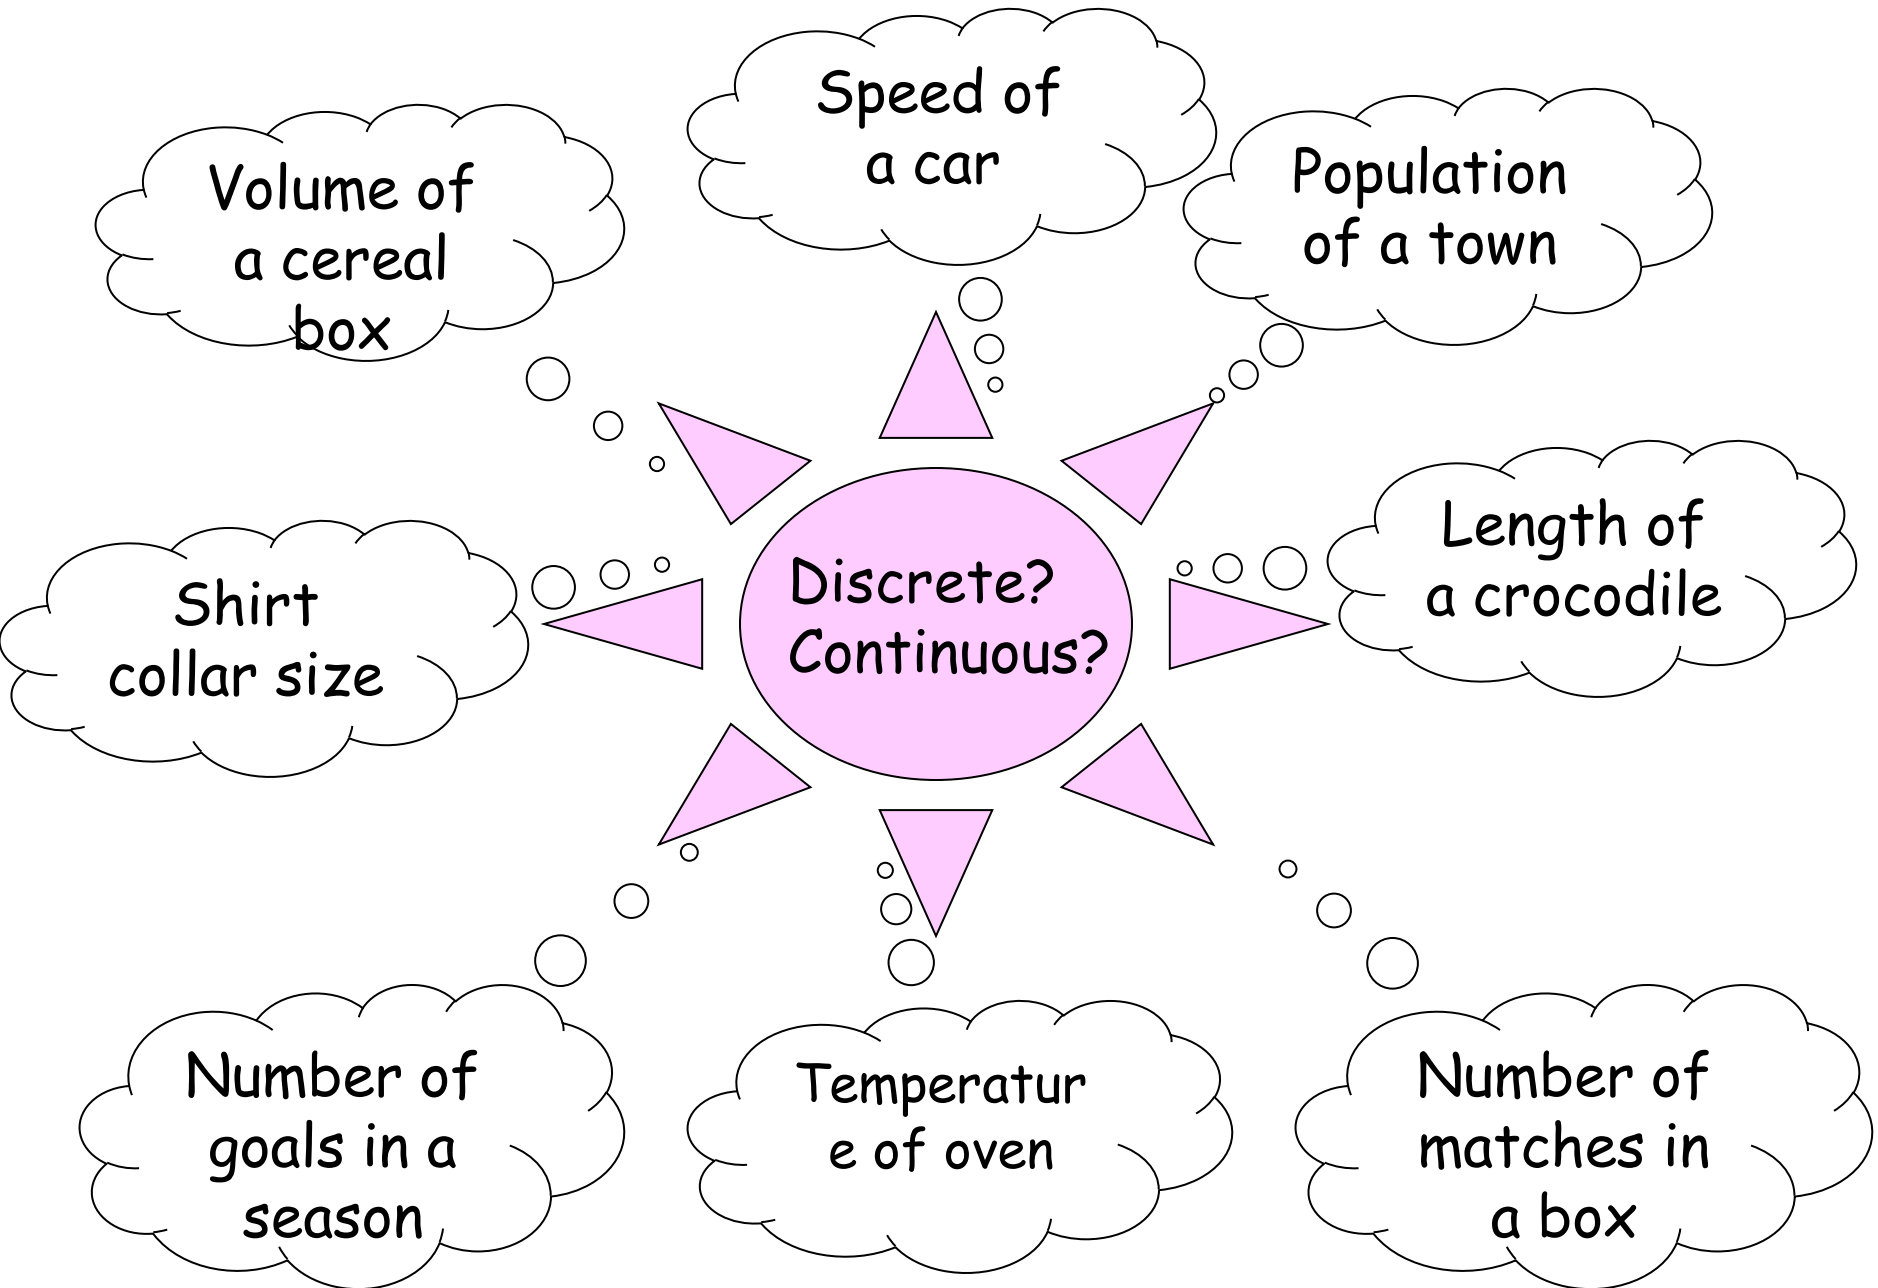 Speed of
a car
Volume of
a cereal
box
Population
of a town
Length of
a crocodile
Shirt
collar size
Discrete?
Continuous?
Number of
goals in a
season
Temperatur
e of oven
Number of
matches in
a box